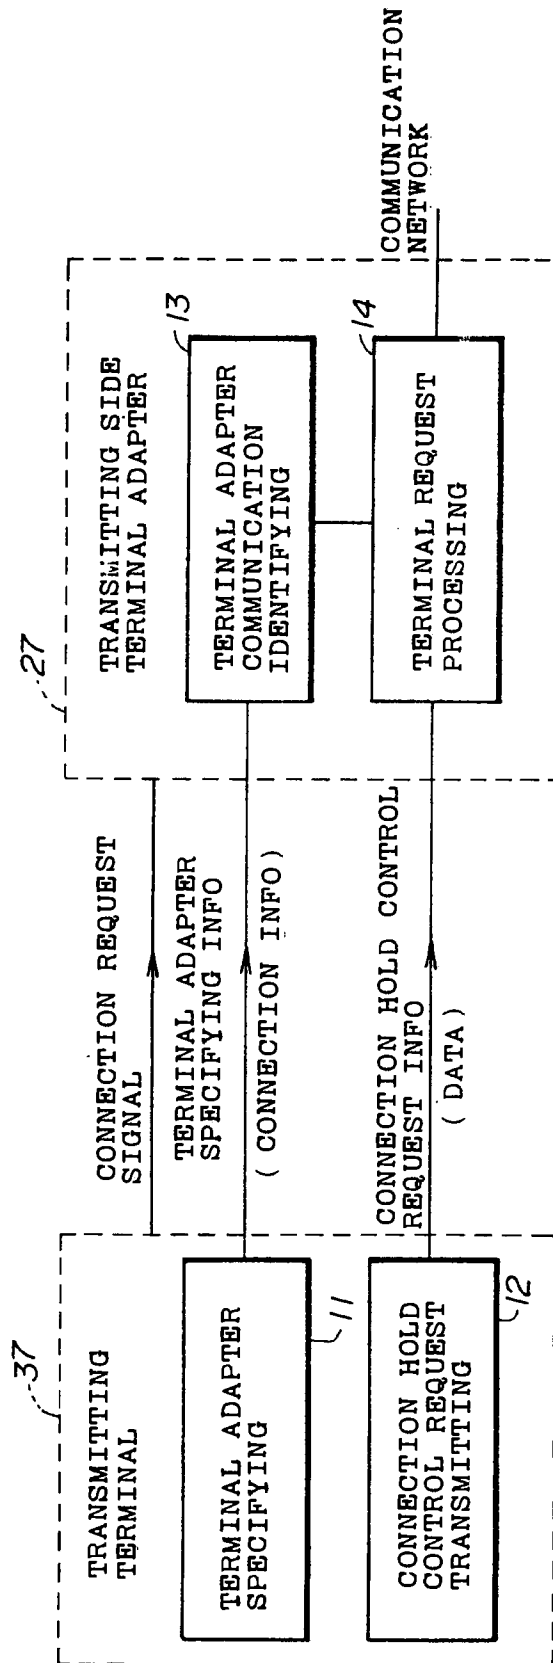 37
TRANSMITTING
TERMINAL
TERMINAL ADAPTER
SPECIFYING
11
CONNECTION HOLD
CONTROL REQUEST
TRANSMITTING
12
CONNECTION REQUEST
SIGNAL
TERMINAL ADAPTER
SPECIFYING INFO
( CONNECTION INFO )
CONNECTION HOLD CONTROL
REQUEST INFO
( DATA )
27
TRANSMITTING SIDE
TERMINAL ADAPTER
13
TERMINAL ADAPTER
COMMUNICATION
IDENTIFYING
14
TERMINAL REQUEST
PROCESSING
COMMUNICATION
NETWORK